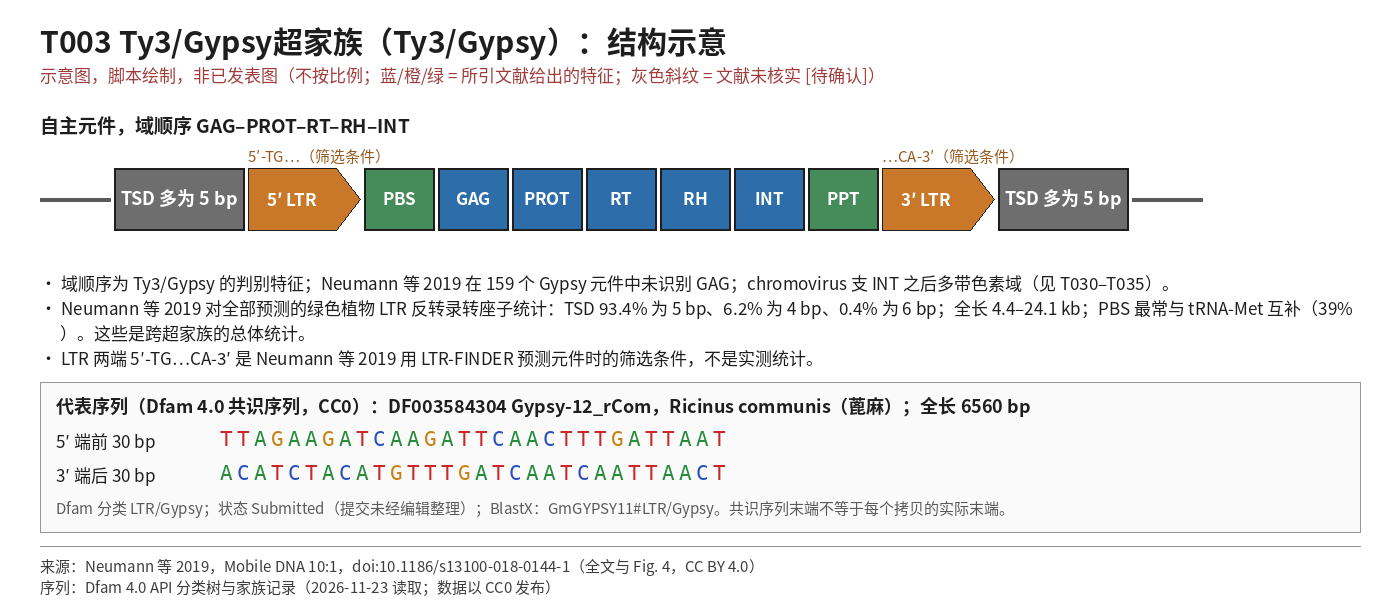 T003 Ty3/Gypsy超家族（Ty3/Gypsy）：结构示意
示意图，脚本绘制，非已发表图（不按比例；蓝/橙/绿 = 所引文献给出的特征；灰色斜纹 = 文献未核实 [待确认]）
自主元件，域顺序 GAG–PROT–RT–RH–INT
5′-TG…（筛选条件） …CA-3′（筛选条件）
TSD 多为 5 bp 5′ LTR PBS GAG PROT RT RH INT PPT 3′ LTR TSD 多为 5 bp
・ 域顺序为 Ty3/Gypsy 的判别特征；Neumann 等 2019 在 159 个 Gypsy 元件中未识别 GAG；chromovirus 支 INT 之后多带色素域（见 T030–T035）。
・ Neumann 等 2019 对全部预测的绿色植物 LTR 反转录转座子统计：TSD 93.4% 为 5 bp、6.2% 为 4 bp、0.4% 为 6 bp；全长 4.4–24.1 kb；PBS 最常与 tRNA-Met 互补（39%
）。这些是跨超家族的总体统计。
・ LTR 两端 5′-TG…CA-3′ 是 Neumann 等 2019 用 LTR-FINDER 预测元件时的筛选条件，不是实测统计。
代表序列（Dfam 4.0 共识序列，CC0）：DF003584304 Gypsy-12_rCom，Ricinus communis（蓖麻）；全长 6560 bp
5′ 端前 30 bp TTAGAAGATCAAGATTCAACTTTGATTAAT
3′ 端后 30 bp ACATCTACATGTTTGATCAATCAATTAACT
Dfam 分类 LTR/Gypsy；状态 Submitted（提交未经编辑整理）；BlastX：GmGYPSY11#LTR/Gypsy。共识序列末端不等于每个拷贝的实际末端。
来源：Neumann 等 2019，Mobile DNA 10:1，doi:10.1186/s13100-018-0144-1（全文与 Fig. 4，CC BY 4.0）
序列：Dfam 4.0 API 分类树与家族记录（2026-11-23 读取；数据以 CC0 发布）